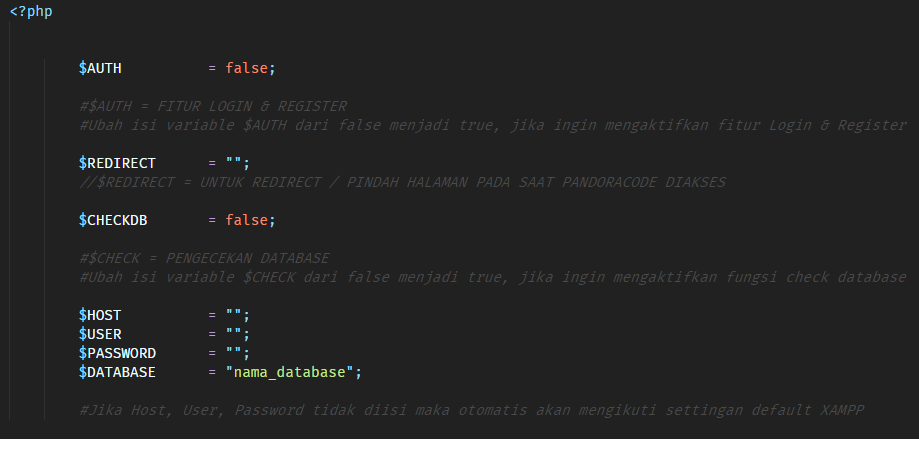 <?php
$AUTH = false;
#$AUTH = FITUR LOGIN & REGISTER
#Ubah isi variable $AUTH dari false menjadi true, jika ingin mengaktifkan fitur Login & Register
$REDIRECT = "";
//$REDIRECT = UNTUK REDIRECT / PINDAH HALAMAN PADA SAAT PANDORACODE DIAKSES
$CHECKDB = false;
#$CHECK = PENGECEKAN DATABASE
#Ubah isi variable $CHECK dari false menjadi true, jika ingin mengaktifkan fungsi check database
$HOST = "";
$USER = "";
$PASSWORD = "";
$DATABASE = "nama_database";
#Jika Host, User, Password tidak diisi maka otomatis akan mengikuti settingan default XAMPP